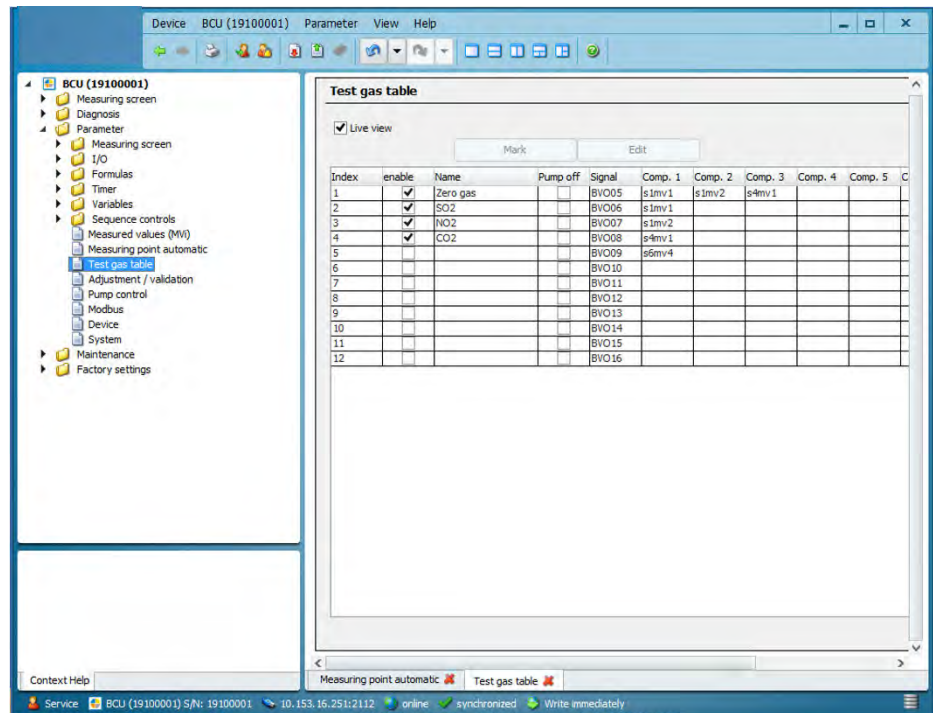 Device BCU (19100001) Parameter View Help
BCU (19100001)
Measuring screen
Diagnosis
Parameter
Measuring screen
I/O
Formulas
Timer
Variables
Sequence controls
Measured values (MVi)
Measuring point automatic
Test gas table
Adjustment / validation
Pump control
Modbus
Device
System
Maintenance
Factory settings
Context Help
Test gas table
Live view
Mark Edit
Index enable Name Pump off Signal Comp. 1 Comp. 2 Comp. 3 Comp. 4 Comp. 5 C
1 Zero gas BVO05 s1mv1 s1mv2 s4mv1
2 SO2 BVO06 s1mv1
3 NO2 BVO07 s1mv2
4 CO2 BVO08 s4mv1
5 BVO09 s6mv4
6 BVO10
7 BVO11
8 BVO12
9 BVO13
10 BVO14
11 BVO15
12 BVO16
Measuring point automatic Test gas table
Service BCU (19100001) S/N: 19100001 10.153.16.251:2112 online synchronized Write immediately